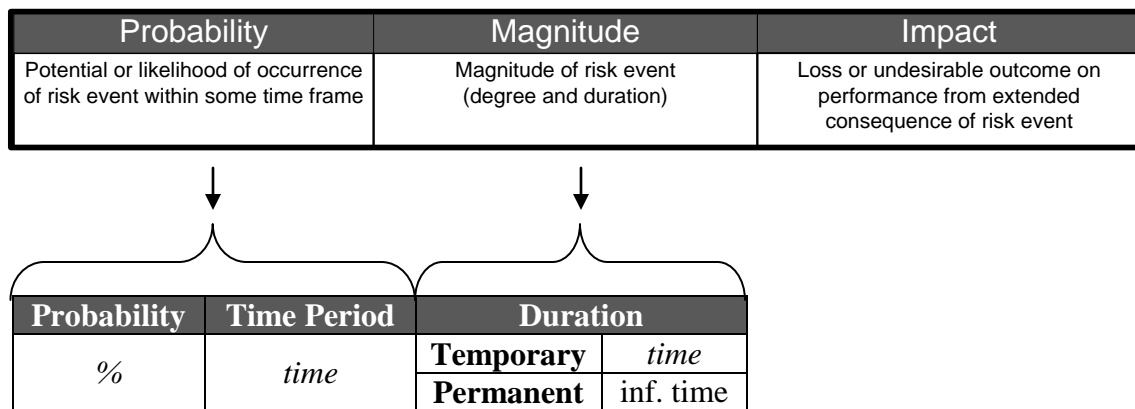 Probability Magnitude Impact
Potential or likelihood of occurrence Magnitude of risk event Loss or undesirable outcome on
of risk event within some time frame (degree and duration) performance from extended
consequence of risk event
Probability Time Period Duration
% time Temporary time
Permanent inf. time